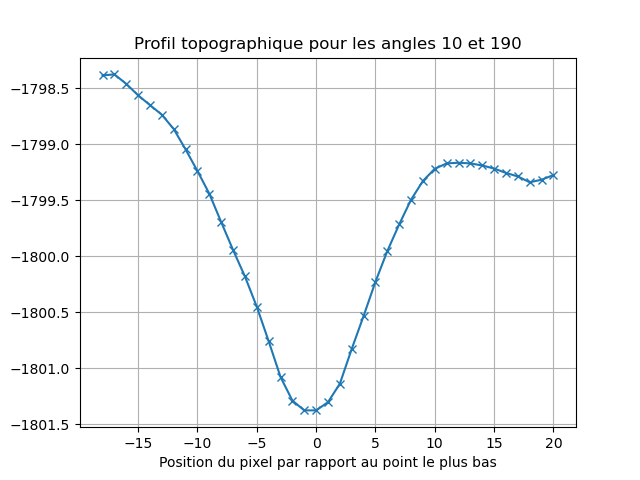 Profil topographique pour les angles 10 et 190
−1798.5
−1799.0
−1799.5
−1800.0
−1800.5
−1801.0
−1801.5
−15 −10 −5 0 5 10 15 20
Position du pixel par rapport au point le plus bas